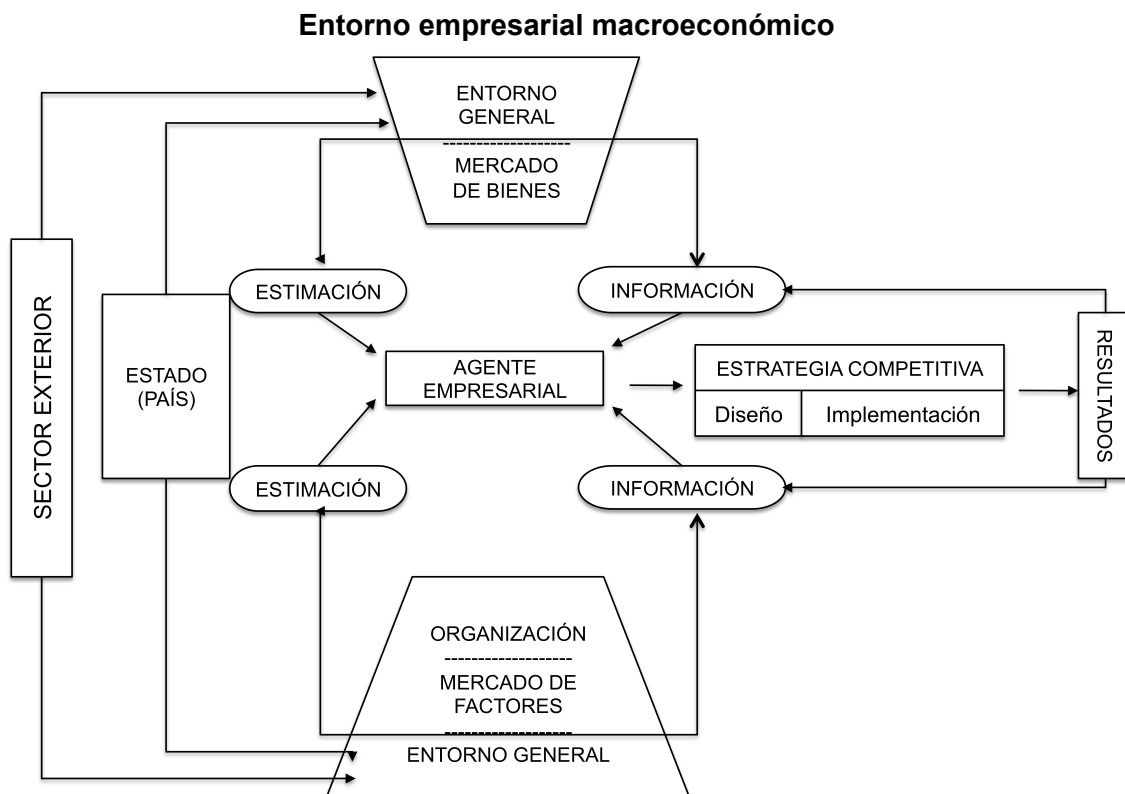 Entorno empresarial macroeconómico
ENTORNO
GENERAL
--------------------
MERCADO
DE BIENES
SECTOR EXTERIOR
ESTADO
(PAÍS)
ESTIMACIÓN
INFORMACIÓN
AGENTE
EMPRESARIAL
ESTRATEGIA COMPETITIVA
Diseño
Implementación
RESULTADOS
ESTIMACIÓN
INFORMACIÓN
ORGANIZACIÓN
--------------------
MERCADO DE
FACTORES
--------------------
ENTORNO GENERAL